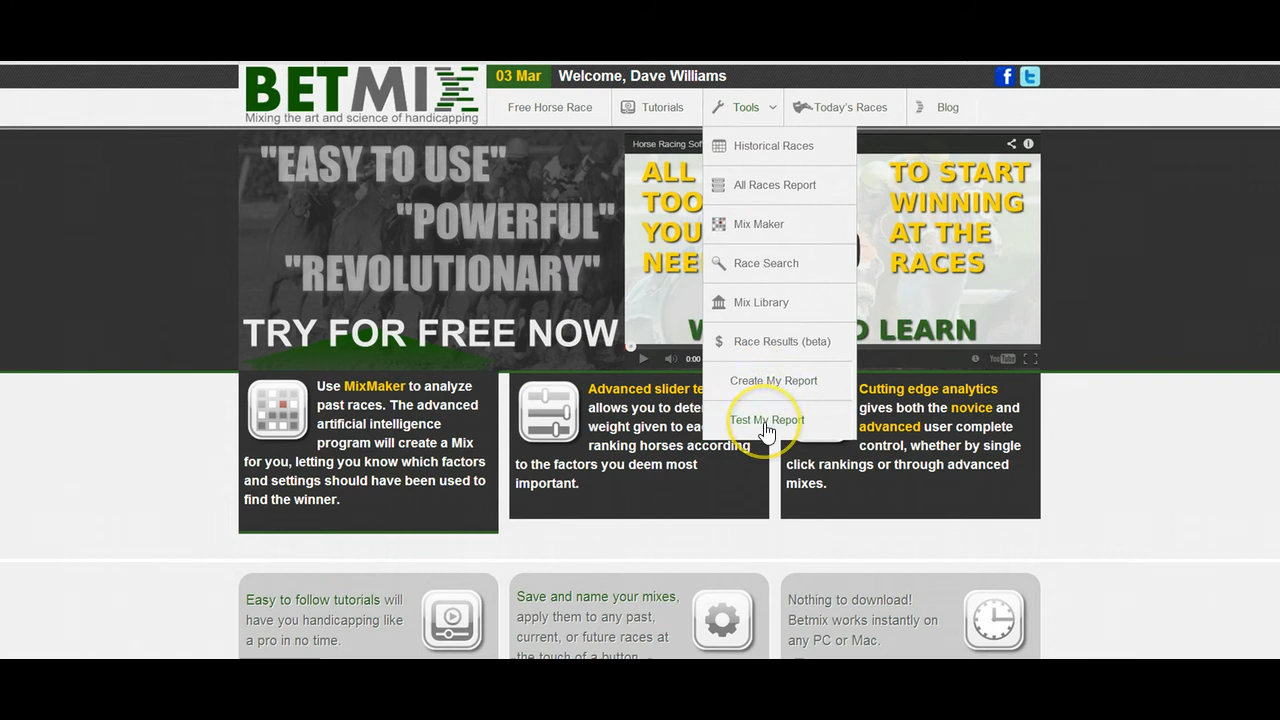 BETMIX
Mixing the art and science of handicapping
03 Mar Welcome, Dave Williams
Free Horse Race Tutorials Tools Today's Races Blog
Historical Races
All Races Report
Mix Maker
Race Search
Mix Library
$ Race Results (beta)
Create My Report
Test My Report
"EASY TO USE"
"POWERFUL"
"REVOLUTIONARY"
TRY FOR FREE NOW
Horse Racing
ALL
TO START
WINNING
AT THE
RACES
LEARN
0:00
YouTube
Use MixMaker to analyze
past races. The advanced
artificial intelligence
program will create a Mix
for you, letting you know which factors
and settings should have been used to
find the winner.
Advanced slider
allows you to
weight given to
ranking horses according
to the factors you deem most
important.
Cutting edge analytics
gives both the novice and
advanced user complete
control, whether by single
click rankings or through advanced
mixes.
Easy to follow tutorials will
have you handicapping like
a pro in no time.
Save and name your mixes,
apply them to any past,
current, or future races at
the touch of a button.
Nothing to download!
Betmix works instantly on
any PC or Mac.